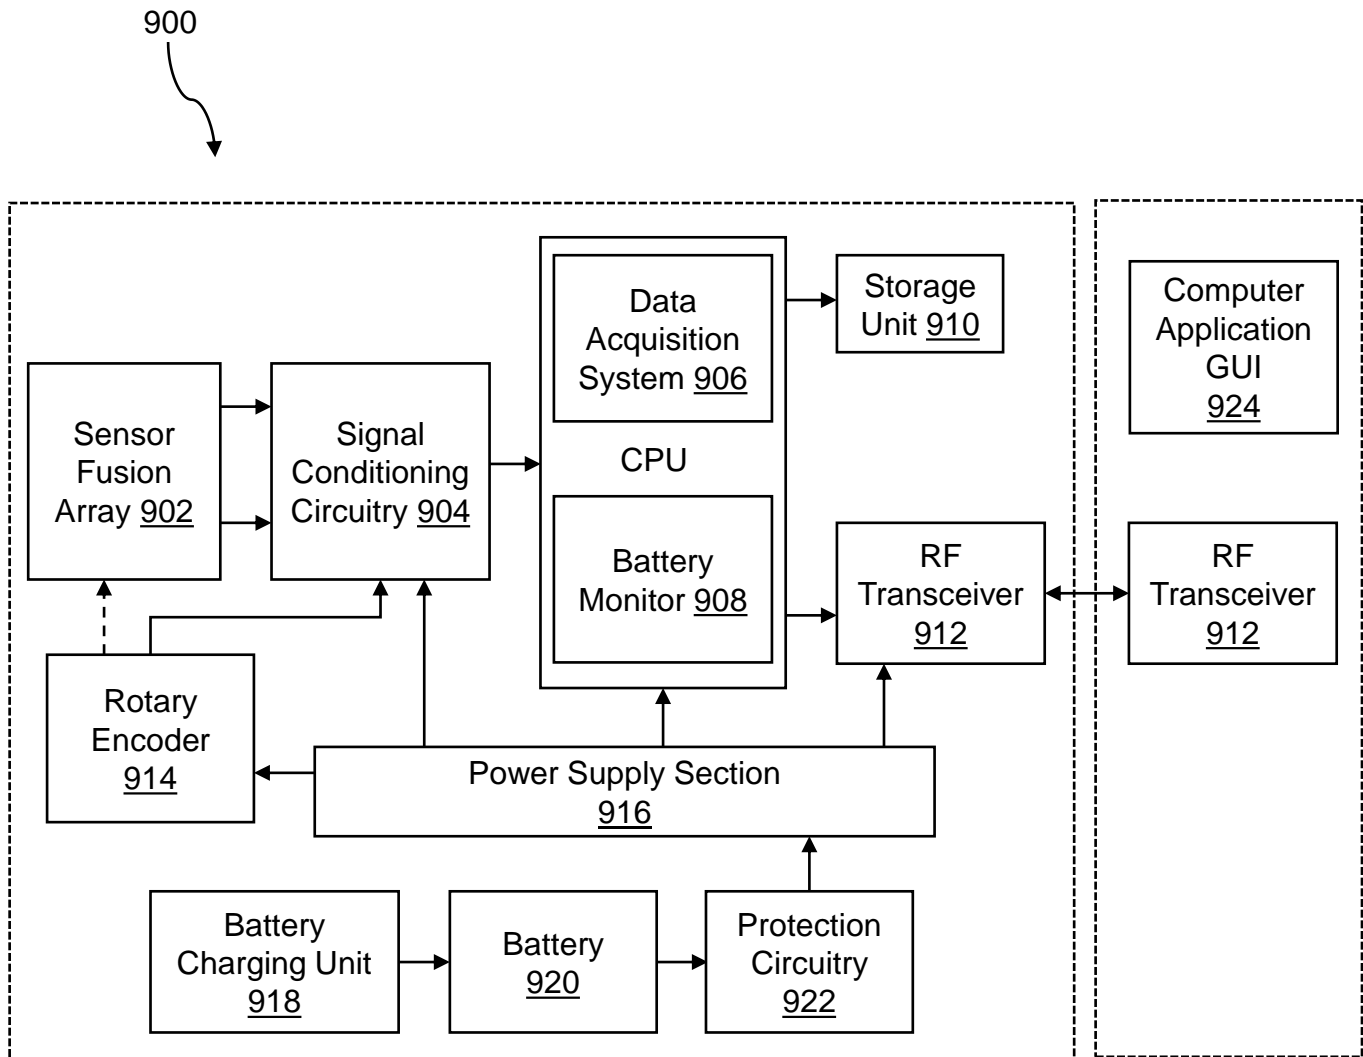 900
Data
Acquisition
System 906
CPU
Battery
Monitor 908
Storage
Unit 910
Computer
Application
GUI
924
Sensor
Fusion
Array 902
Signal
Conditioning
Circuitry 904
RF
Transceiver
912
RF
Transceiver
912
Rotary
Encoder
914
Power Supply Section
916
Battery
Charging Unit
918
Battery
920
Protection
Circuitry
922